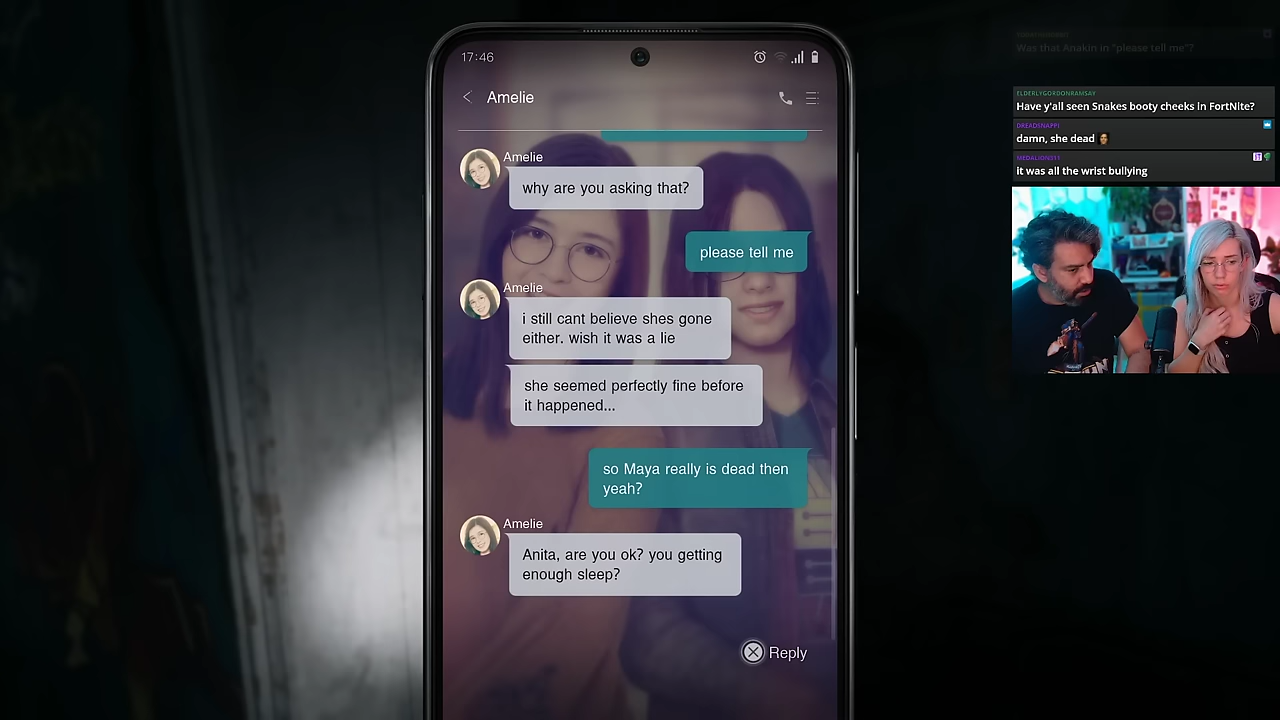 17:46
Amelie
Amelie
why are you asking that?
please tell me
Amelie
i still cant believe shes gone
either. wish it was a lie
she seemed perfectly fine before
it happened...
so Maya really is dead then
yeah?
Amelie
Anita, are you ok? you getting
enough sleep?
Reply
Was that Anakin in "please tell me"?
ELDERLYGORDONRAMSAY
Have y'all seen Snakes booty cheeks in FortNite?
DREADSNAPPI
damn, she dead
MEDALION311
it was all the wrist bullying